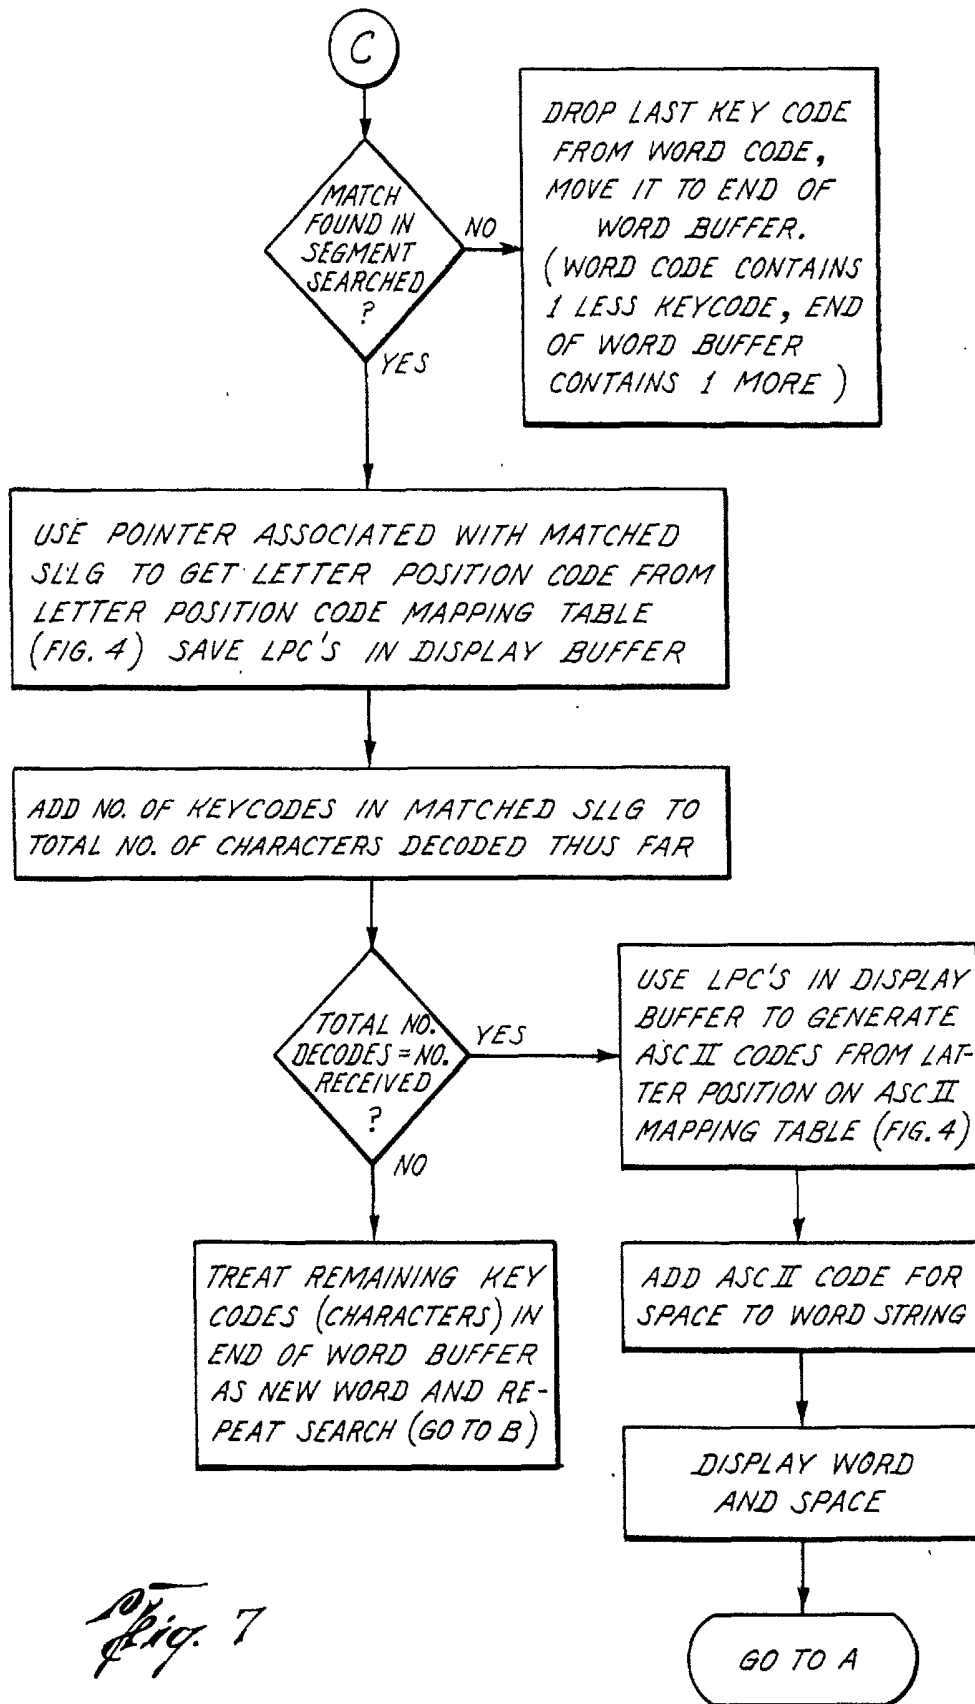 C
MATCH
FOUND IN
SEGMENT
SEARCHED
?
NO
YES
DROP LAST KEY CODE
FROM WORD CODE,
MOVE IT TO END OF
WORD BUFFER.
(WORD CODE CONTAINS
1 LESS KEYCODE, END
OF WORD BUFFER
CONTAINS 1 MORE)
USE POINTER ASSOCIATED WITH MATCHED
SLLG TO GET LETTER POSITION CODE FROM
LETTER POSITION CODE MAPPING TABLE
(FIG. 4) SAVE LPC'S IN DISPLAY BUFFER
ADD NO. OF KEYCODES IN MATCHED SLLG TO
TOTAL NO. OF CHARACTERS DECODED THUS FAR
TOTAL NO.
DECODES = NO.
RECEIVED
?
YES
NO
USE LPC'S IN DISPLAY
BUFFER TO GENERATE
ASCII CODES FROM LAT-
TER POSITION ON ASCII
MAPPING TABLE (FIG. 4)
TREAT REMAINING KEY
CODES (CHARACTERS) IN
END OF WORD BUFFER
AS NEW WORD AND RE-
PEAT SEARCH (GO TO B)
ADD ASCII CODE FOR
SPACE TO WORD STRING
DISPLAY WORD
AND SPACE
GO TO A
Fig. 7